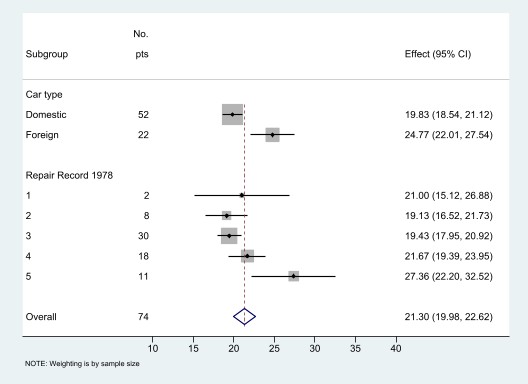 No.
Subgroup pts Effect (95% CI)
Car type
Domestic 52 19.83 (18.54, 21.12)
Foreign 22 24.77 (22.01, 27.54)
Repair Record 1978
1 2 21.00 (15.12, 26.88)
2 8 19.13 (16.52, 21.73)
3 30 19.43 (17.95, 20.92)
4 18 21.67 (19.39, 23.95)
5 11 27.36 (22.20, 32.52)
Overall 74 21.30 (19.98, 22.62)
10 15 20 25 30 35 40
NOTE: Weighting is by sample size